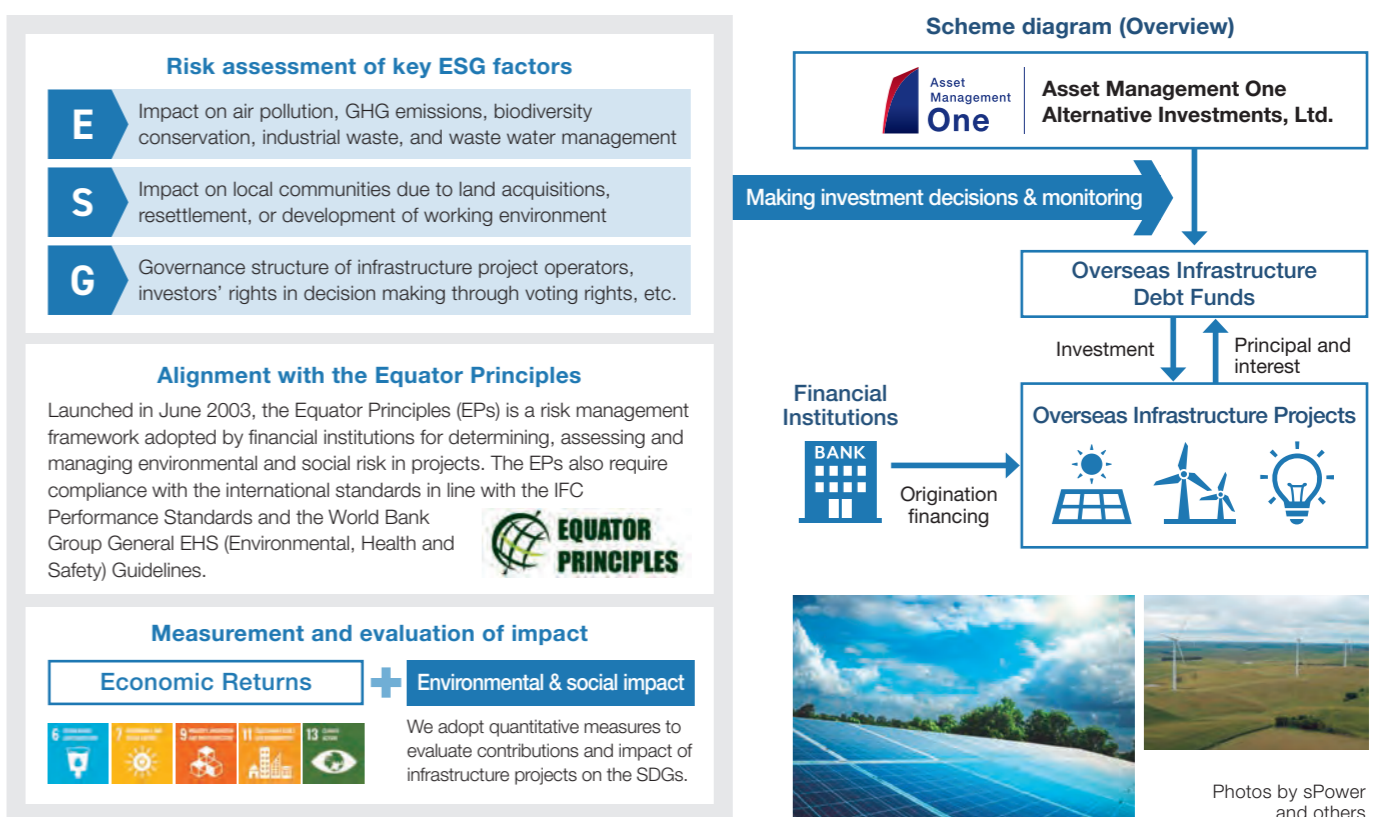 Risk assessment of key ESG factors
E
Impact on air pollution, GHG emissions, biodiversity
conservation, industrial waste, and waste water management
S
Impact on local communities due to land acquisitions,
resettlement, or development of working environment
G
Governance structure of infrastructure project operators,
investors' rights in decision making through voting rights, etc.
Alignment with the Equator Principles
Launched in June 2003, the Equator Principles (EPs) is a risk management
framework adopted by financial institutions for determining, assessing and
managing environmental and social risk in projects. The EPs also require
compliance with the international standards in line with the IFC
Performance Standards and the World Bank
Group General EHS (Environmental, Health and
Safety) Guidelines.
EQUATOR
PRINCIPLES
Measurement and evaluation of impact
Economic Returns
+
Environmental & social impact
6
7
9
11
13
We adopt quantitative measures to
evaluate contributions and impact of
infrastructure projects on the SDGs.
Scheme diagram (Overview)
Asset
Management
One
Asset Management One
Alternative Investments, Ltd.
Making investment decisions & monitoring
Overseas Infrastructure
Debt Funds
Investment
Principal and
interest
Financial
Institutions
BANK
Origination
financing
Overseas Infrastructure Projects
Photos by sPower
and others